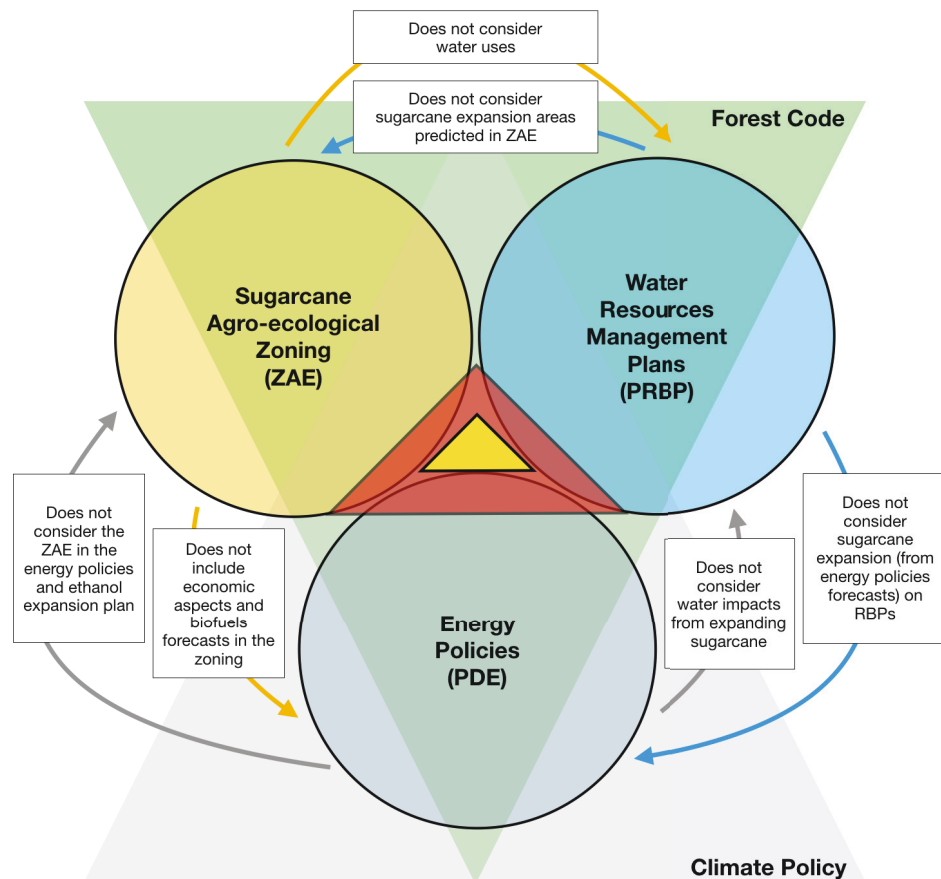 Does not consider
water uses
Does not consider
sugarcane expansion areas
predicted in ZAE
Forest Code
Sugarcane
Agro-ecological
Zoning
(ZAE)
Water
Resources
Management
Plans
(PRBP)
Does not
consider the
ZAE in the
energy policies
and ethanol
expansion plan
Does not
include
economic
aspects and
biofuels
forecasts in the
zoning
Energy
Policies
(PDE)
Does not
consider
water impacts
from expanding
sugarcane
Does not
consider
sugarcane
expansion (from
energy policies
forecasts) on
RBPs
Climate Policy